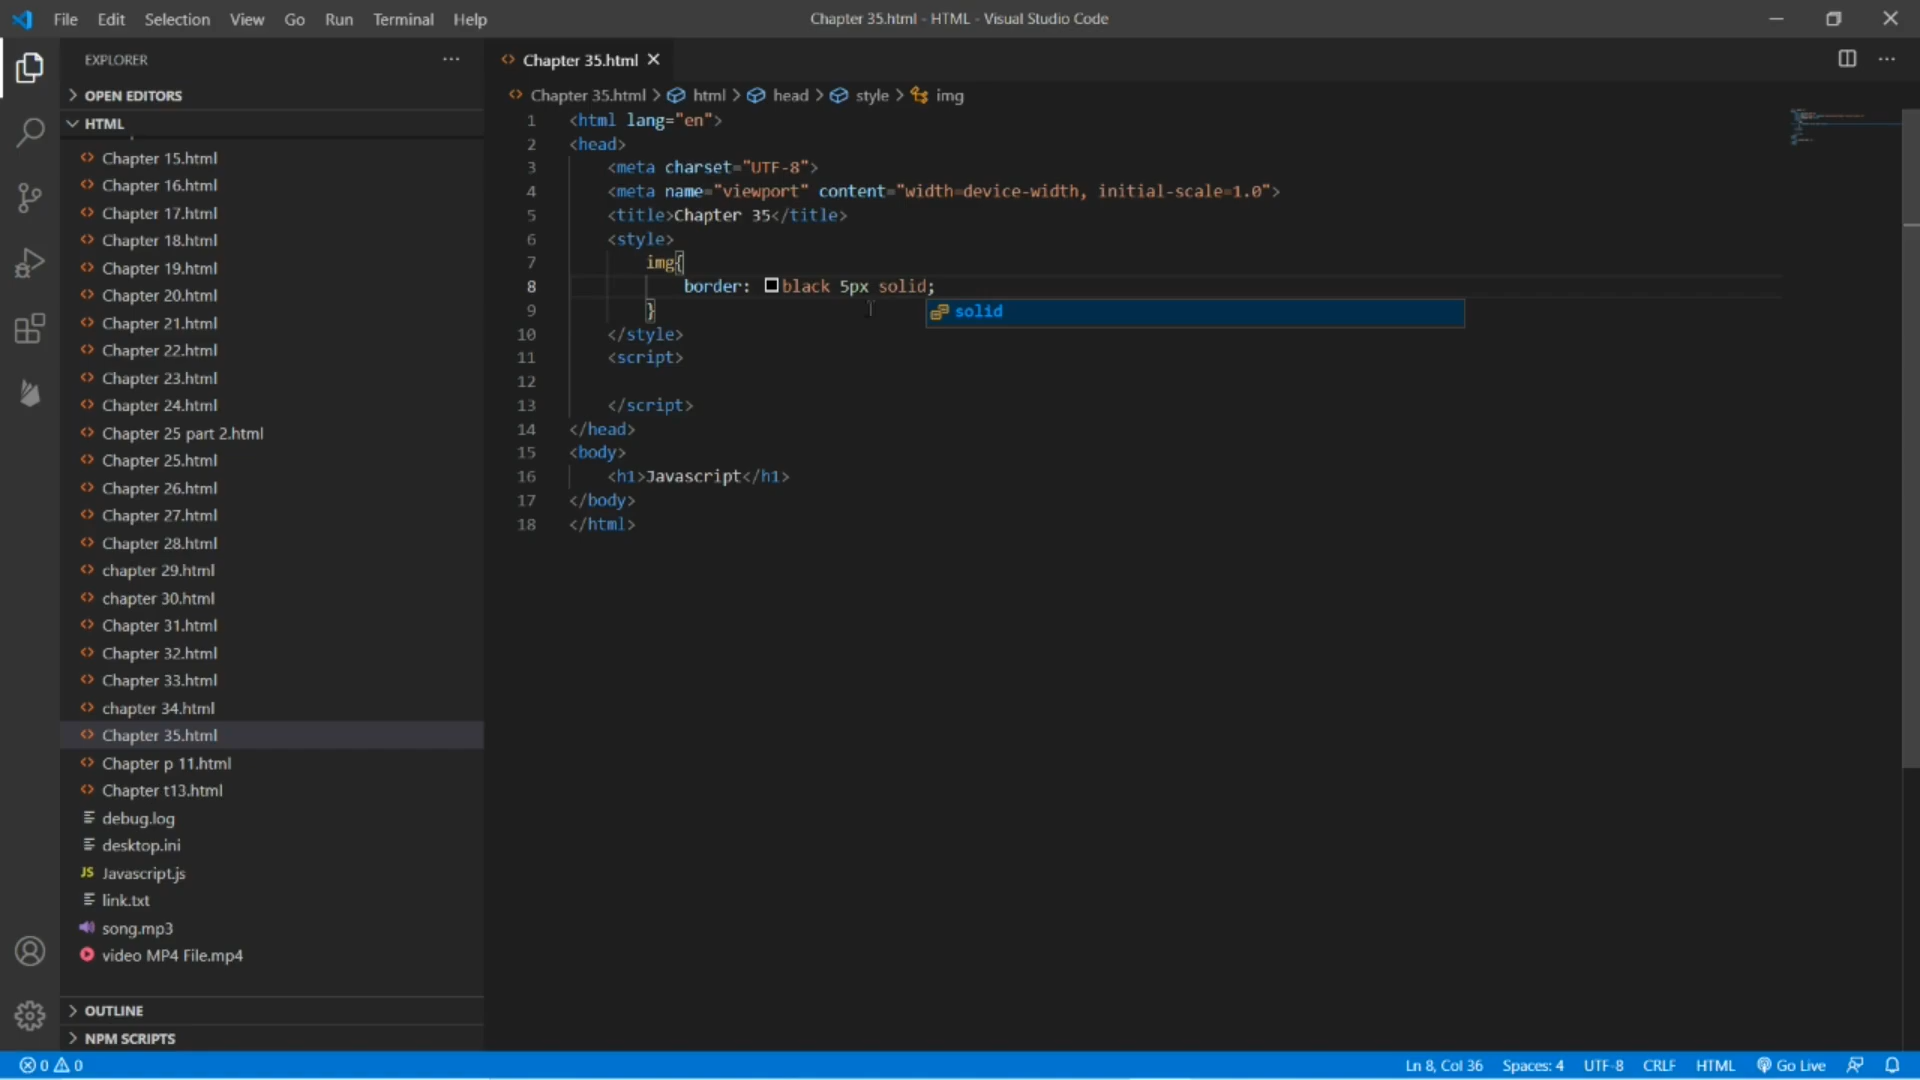 File Edit Selection View Go Run Terminal Help
Chapter 35.html - HTML - Visual Studio Code
EXPLORER
OPEN EDITORS
HTML
Chapter 15.html
Chapter 16.html
Chapter 17.html
Chapter 18.html
Chapter 19.html
Chapter 20.html
Chapter 21.html
Chapter 22.html
Chapter 23.html
Chapter 24.html
Chapter 25 part 2.html
Chapter 25.html
Chapter 26.html
Chapter 27.html
Chapter 28.html
chapter 29.html
chapter 30.html
Chapter 31.html
Chapter 32.html
Chapter 33.html
chapter 34.html
Chapter 35.html
Chapter p 11.html
Chapter t13.html
debug.log
desktop.ini
JS Javascript.js
link.txt
song.mp3
video MP4 File.mp4
OUTLINE
NPM SCRIPTS
Chapter 35.html
Chapter 35.html > html > head > style > img
1 <html lang="en">
2 <head>
3 <meta charset="UTF-8">
4 <meta name="viewport" content="width=device-width, initial-scale=1.0">
5 <title>Chapter 35</title>
6 <style>
7 img{
8 border: black 5px solid;
solid
9 }
10 </style>
11 <script>
12
13 </script>
14 </head>
15 <body>
16 <h1>Javascript</h1>
17 </body>
18 </html>
0 0
Ln 8, Col 36 Spaces: 4 UTF-8 CRLF HTML Go Live